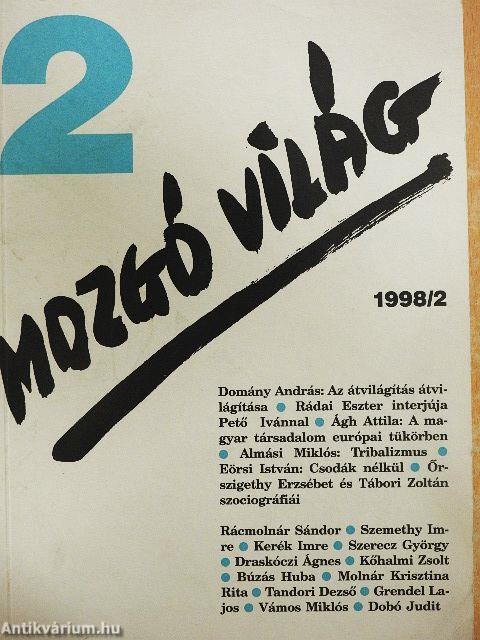 2
MOZGÓ VILÁG
1998/2
Domány András: Az átvilágítás átvi-
lágítása ● Rádai Eszter interjúja
Pető Ivánnal ● Ágh Attila: A ma-
gyar társadalom európai tükörben
● Almási Miklós: Tribalizmus ●
Eörsi István: Csodák nélkül ● Őr-
szigethy Erzsébet és Tábori Zoltán
szociográfiái
Rácmolnár Sándor ● Szemethy Im-
re ● Kerék Imre ● Szerecz György
● Draskóczi Ágnes ● Kőhalmi Zsolt
● Búzás Huba ● Molnár Krisztina
Rita ● Tandori Dezső ● Grendel La-
jos ● Vámos Miklós ● Dobó Judit
Antikvárium.hu